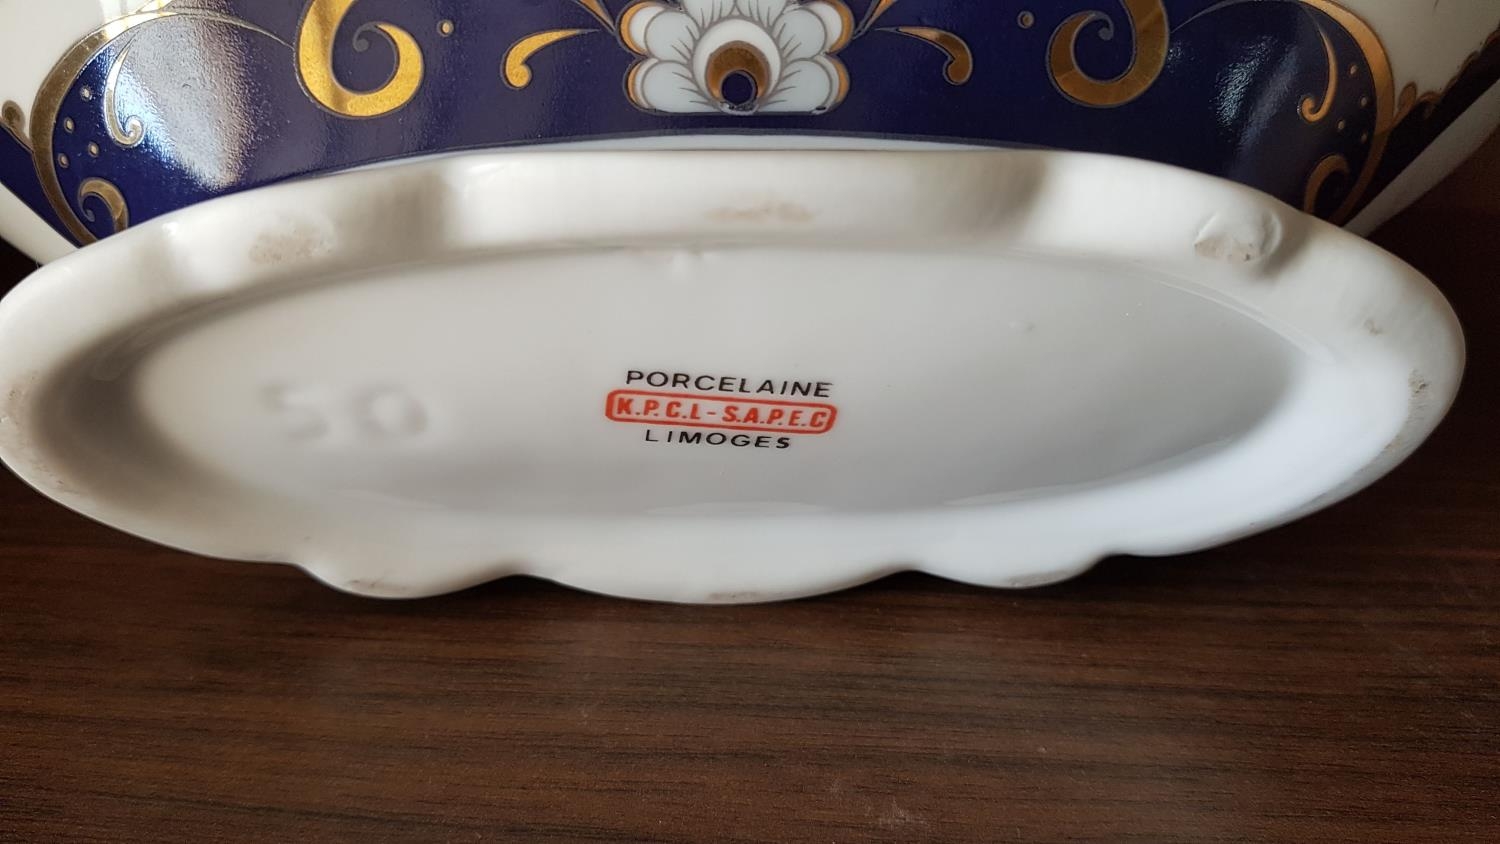 PORCELAINE
K.P.C.L-S.A.P.E.C
LIMOGES
50